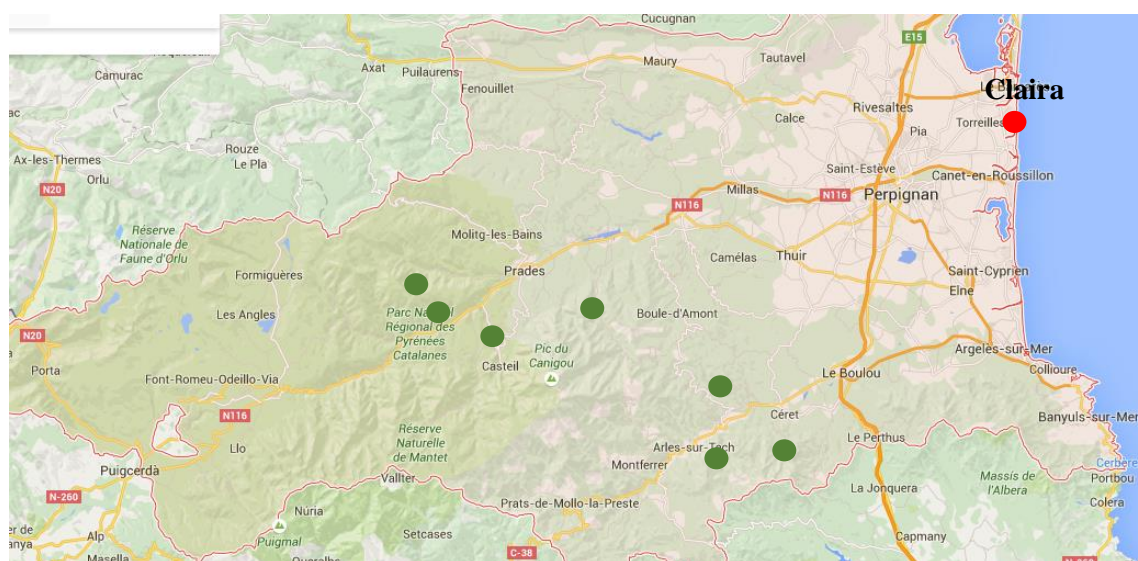 Cucugnan
E15
Camurac
Axat
Puilaurens
Maury
Tautavel
Fenouillet
Claira
Rivesaltes
Calce
Pia
Torreilles
Rouze
Le Pla
Ax-les-Thermes
Orlu
N20
Saint-Estève
Canet-en-Roussillon
Millas
N116
Perpignan
N116
Réserve
Nationale de
Faune d'Orlu
Molitg-les-Bains
Formiguères
Prades
Camélas
Thuir
Saint-Cyprien
Elne
Les Angles
Parc
Régional des
Pyrénées
Catalanes
Boule-d'Amont
N20
Porta
Casteil
Pic du
Canigou
Argelès-sur-Mer
Collioure
Font-Romeu-Odeillo-Via
Le Boulou
N116
Céret
Banyuls-sur-Mer
Llo
Réserve
Naturelle
de Mantet
Arles-sur-Tech
Le Perthus
Montferrer
Puigcerdà
Vallter
Cerbère
Portbou
Massis de
l'Albera
N-260
Prats-de-Mollo-la-Preste
La Jonquera
Colera
Núria
Puigmal
Alp
Setcases
Capmany
C-38
Masella